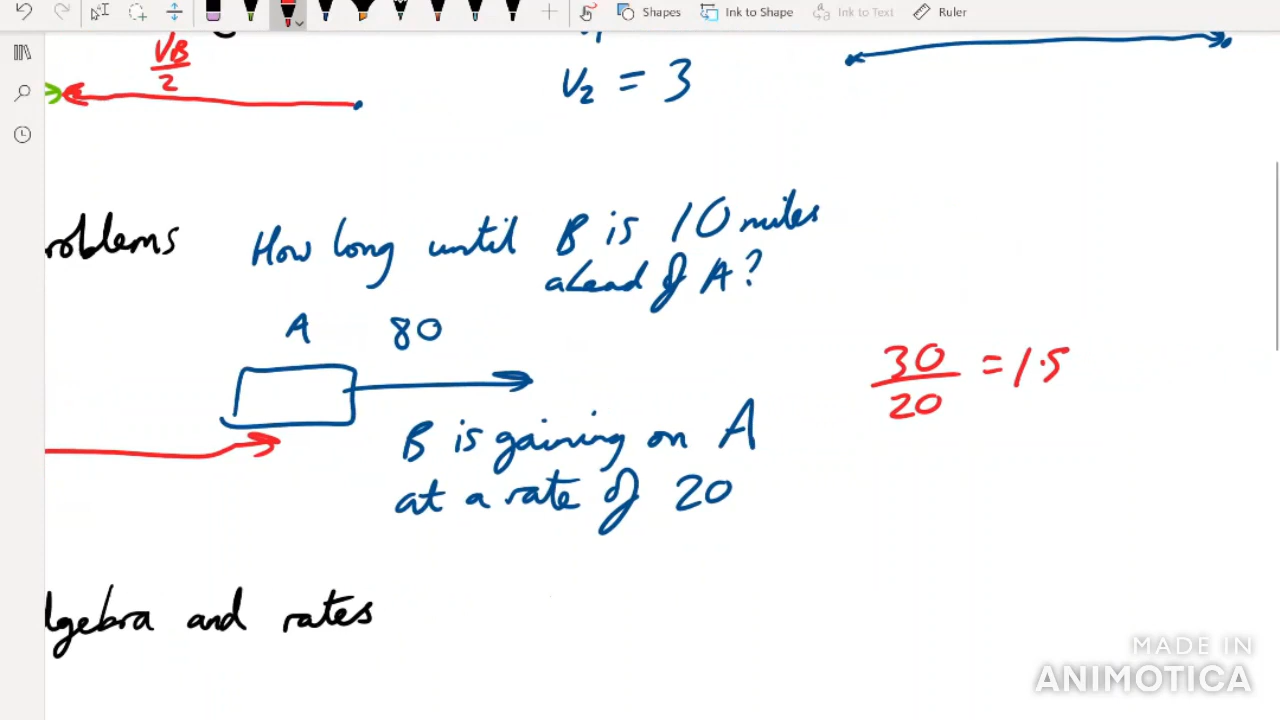 Shapes
Ink to Shape
Ink to Text
Ruler
VB
2
V2 = 3
roblems
How long until B is 10 miles
ahead of A?
A 80
30
20
= 1.5
B is gaining on A
at a rate of 20
lgebra and rates
MADE IN
ANIMOTICA